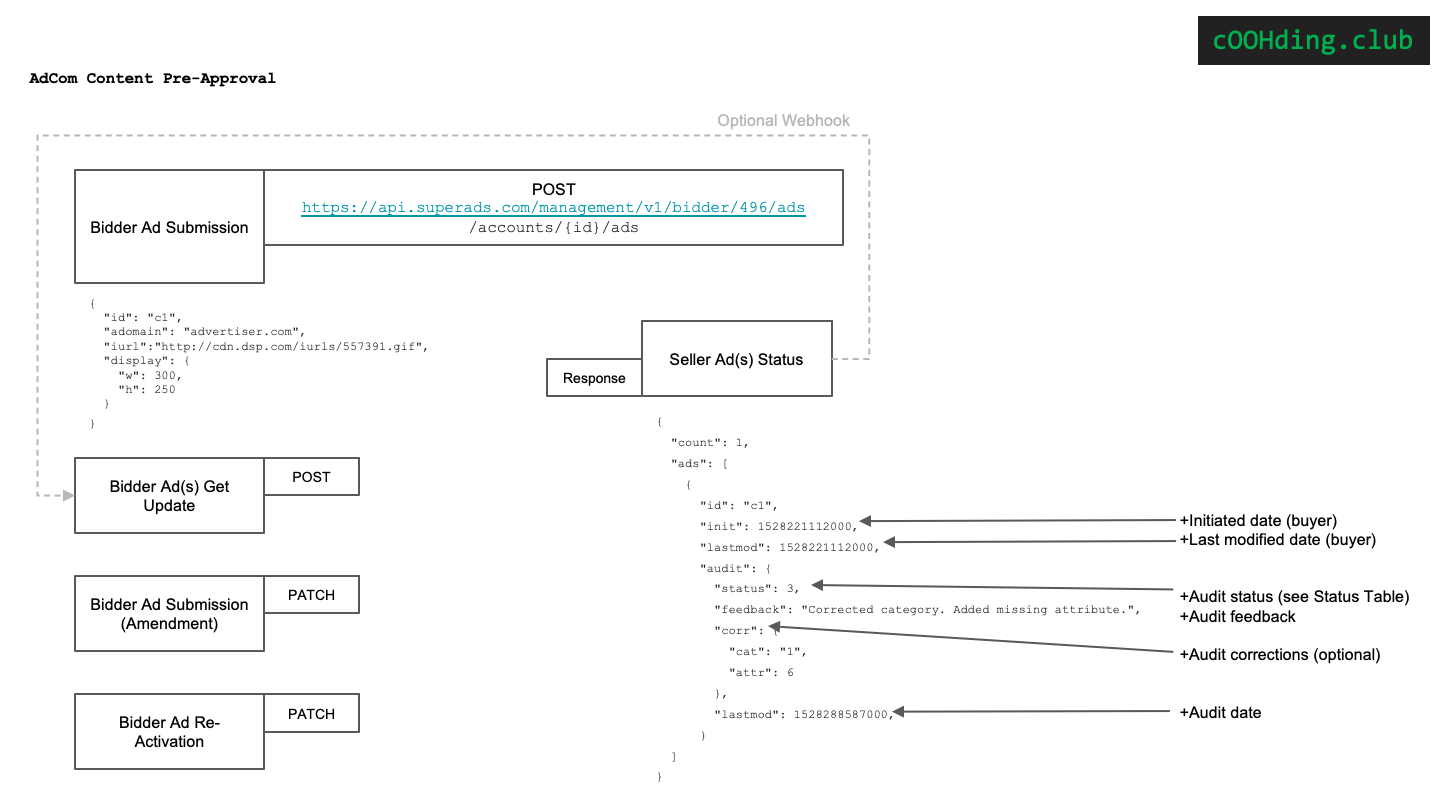 cOOHding.club
AdCom Content Pre-Approval
Optional Webhook
Bidder Ad Submission
POST
https://api.superads.com/management/v1/bidder/496/ads
/accounts/{id}/ads
{
"id": "c1",
"adomain": "advertiser.com",
"iurl":"http://cdn.dsp.com/iurls/557391.gif",
"display": {
"w": 300,
"h": 250
}
}
Response
Seller Ad(s) Status
{
"count": 1,
"ads": [
{
"id": "c1",
"init": 1528221112000,
"lastmod": 1528221112000,
"audit": {
"status": 3,
"feedback": "Corrected category. Added missing attribute.",
"corr": {
"cat": "1",
"attr": 6
},
"lastmod": 1528288587000,
}
]
}
+Initiated date (buyer)
+Last modified date (buyer)
+Audit status (see Status Table)
+Audit feedback
+Audit corrections (optional)
+Audit date
Bidder Ad(s) Get
Update
POST
Bidder Ad Submission
(Amendment)
PATCH
Bidder Ad Re-
Activation
PATCH